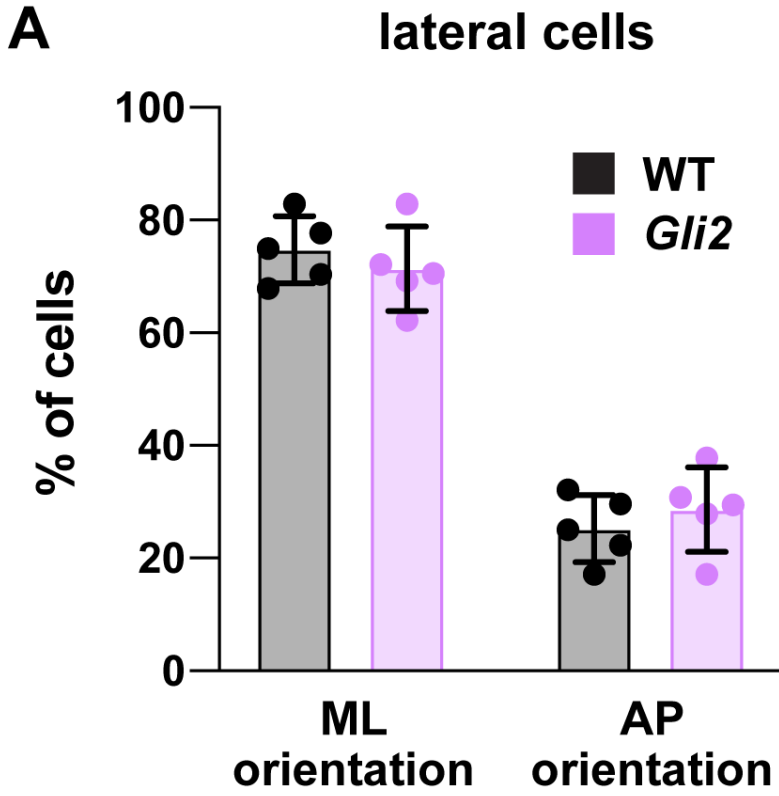 A
lateral cells
100
80
60
40
20
0
% of cells
WT
Gli2
ML
orientation
AP
orientation